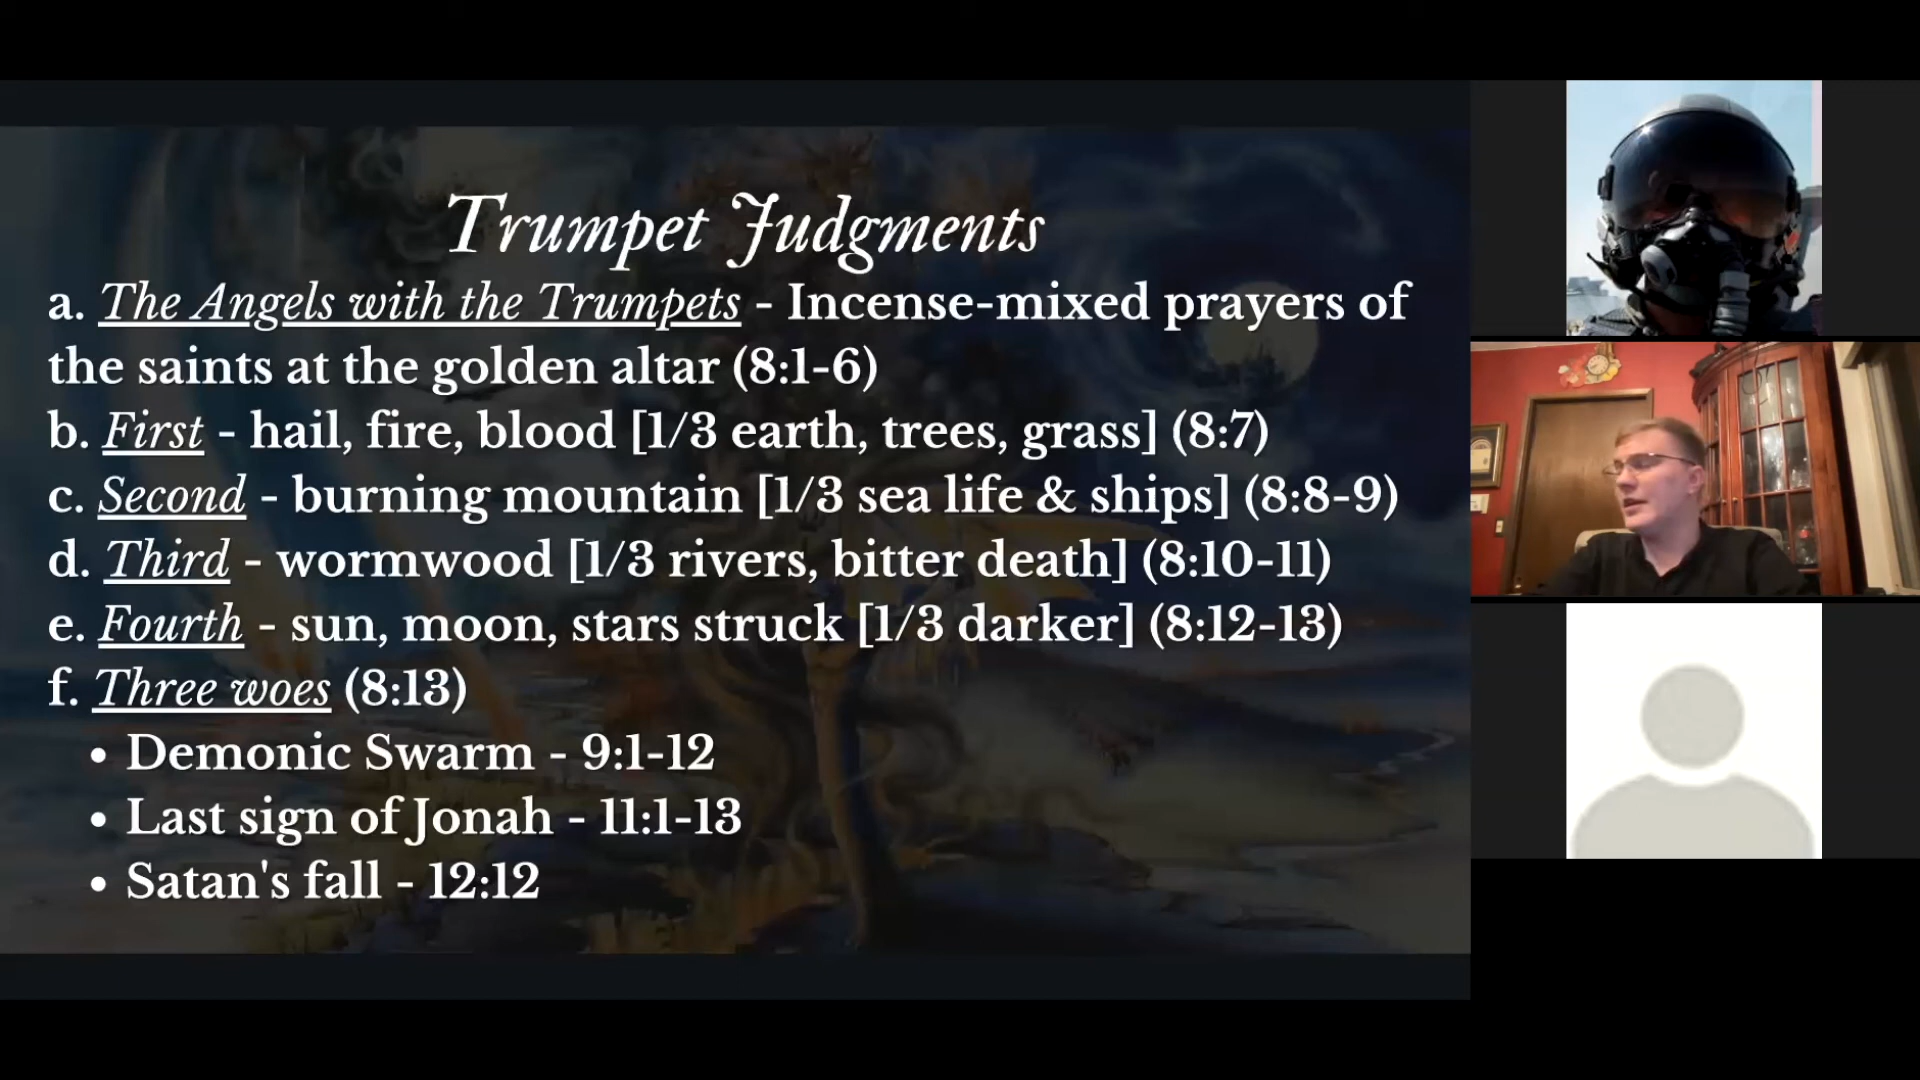 Trumpet Judgments
a. The Angels with the Trumpets - Incense-mixed prayers of
the saints at the golden altar (8:1-6)
b. First - hail, fire, blood [1/3 earth, trees, grass] (8:7)
c. Second - burning mountain [1/3 sea life & ships] (8:8-9)
d. Third - wormwood [1/3 rivers, bitter death] (8:10-11)
e. Fourth - sun, moon, stars struck [1/3 darker] (8:12-13)
f. Three woes (8:13)
• Demonic Swarm - 9:1-12
• Last sign of Jonah - 11:1-13
• Satan's fall - 12:12